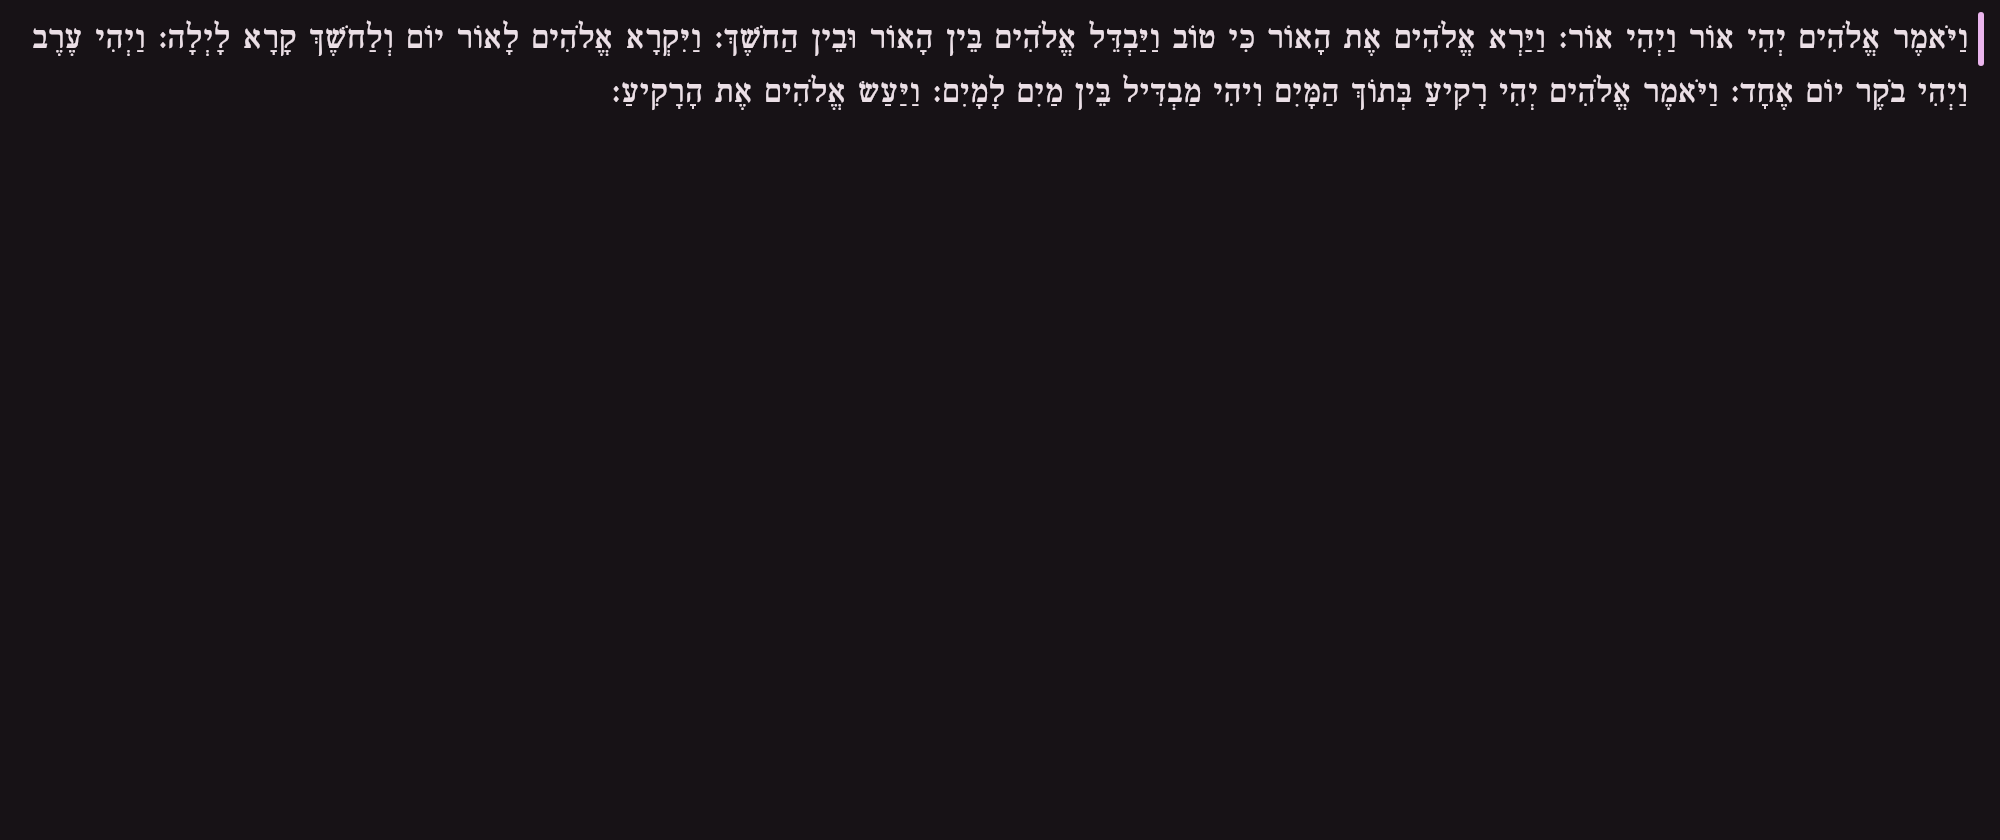 וַיֹּאמֶר אֱלֹהִים יְהִי אוֹר וַיְהִי אוֹר: וַיַּרְא אֱלֹהִים אֶת הָאוֹר כִּי טוֹב וַיַּבְדֵּל אֱלֹהִים בֵּין הָאוֹר וּבֵין הַחֹשֶׁךְ: וַיִּקְרָא אֱלֹהִים לָאוֹר יוֹם וְלַחֹשֶׁךְ קָרָא לָיְלָה: וַיְהִי עֶרֶב
וַיְהִי בֹקֶר יוֹם אֶחָד: וַיֹּאמֶר אֱלֹהִים יְהִי רָקִיעַ בְּתוֹךְ הַמָּיִם וִיהִי מַבְדִּיל בֵּין מַיִם לָמָיִם: וַיַּעַשׂ אֱלֹהִים אֶת הָרָקִיעַ: